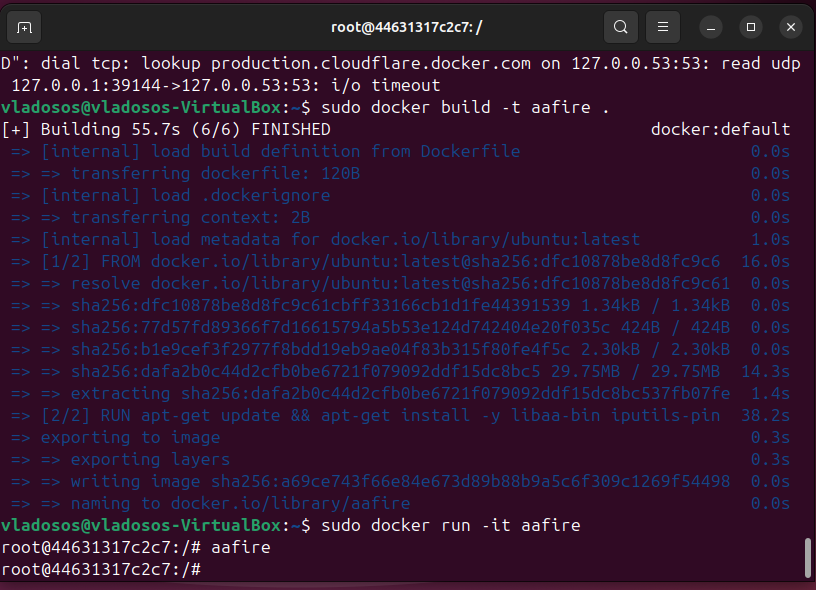 root@44631317c2c7: /
D": dial tcp: lookup production.cloudflare.docker.com on 127.0.0.53:53: read udp
 127.0.0.1:39144->127.0.0.53:53: i/o timeout
vladosos@vladosos-VirtualBox:~$ sudo docker build -t aafire .
[+] Building 55.7s (6/6) FINISHED docker:default
 => [internal] load build definition from Dockerfile 0.0s
 => => transferring dockerfile: 120B 0.0s
 => [internal] load .dockerignore 0.0s
 => => transferring context: 2B 0.0s
 => [internal] load metadata for docker.io/library/ubuntu:latest 1.0s
 => [1/2] FROM docker.io/library/ubuntu:latest@sha256:dfc10878be8d8fc9c6 16.0s
 => => resolve docker.io/library/ubuntu:latest@sha256:dfc10878be8d8fc9c61 0.0s
 => => sha256:dfc10878be8d8fc9c61cbff33166cb1d1fe44391539 1.34kB / 1.34kB 0.0s
 => => sha256:77d57fd89366f7d16615794a5b53e124d742404e20f035c 424B / 424B 0.0s
 => => sha256:b1e9cef3f2977f8bdd19eb9ae04f83b315f80fe4f5c 2.30kB / 2.30kB 0.0s
 => => sha256:dafa2b0c44d2cfb0be6721f079092ddf15dc8bc5 29.75MB / 29.75MB 14.3s
 => => extracting sha256:dafa2b0c44d2cfb0be6721f079092ddf15dc8bc537fb07fe 1.4s
 => [2/2] RUN apt-get update && apt-get install -y libaa-bin iputils-pin 38.2s
 => exporting to image 0.3s
 => => exporting layers 0.3s
 => => writing image sha256:a69ce743f66e84e673d89b88b9a5c6f309c1269f54498 0.0s
 => => naming to docker.io/library/aafire 0.0s
vladosos@vladosos-VirtualBox:~$ sudo docker run -it aafire
root@44631317c2c7:/# aafire
root@44631317c2c7:/#